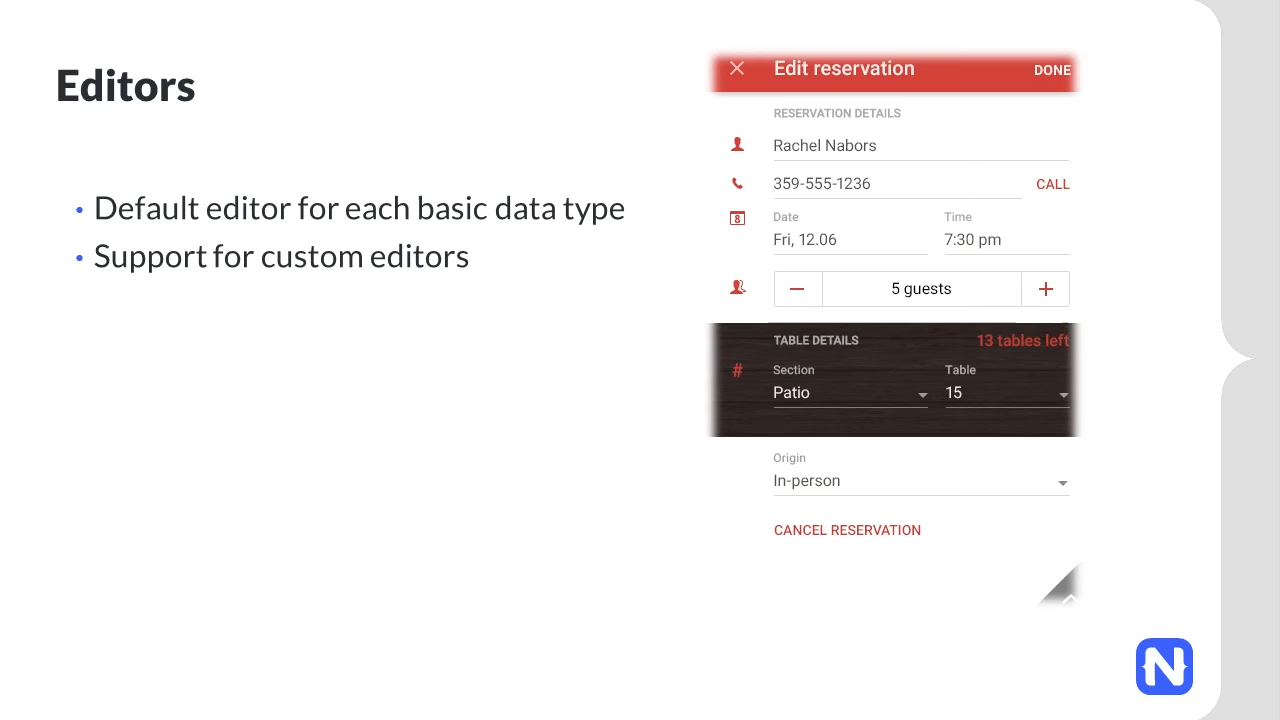 Editors
• Default editor for each basic data type
• Support for custom editors
Edit reservation DONE
RESERVATION DETAILS
Rachel Nabors
359-555-1236 CALL
Date Time
Fri, 12.06 7:30 pm
8
5 guests
TABLE DETAILS 13 tables left
# Section Table
Patio 15
Origin
In-person
CANCEL RESERVATION
N